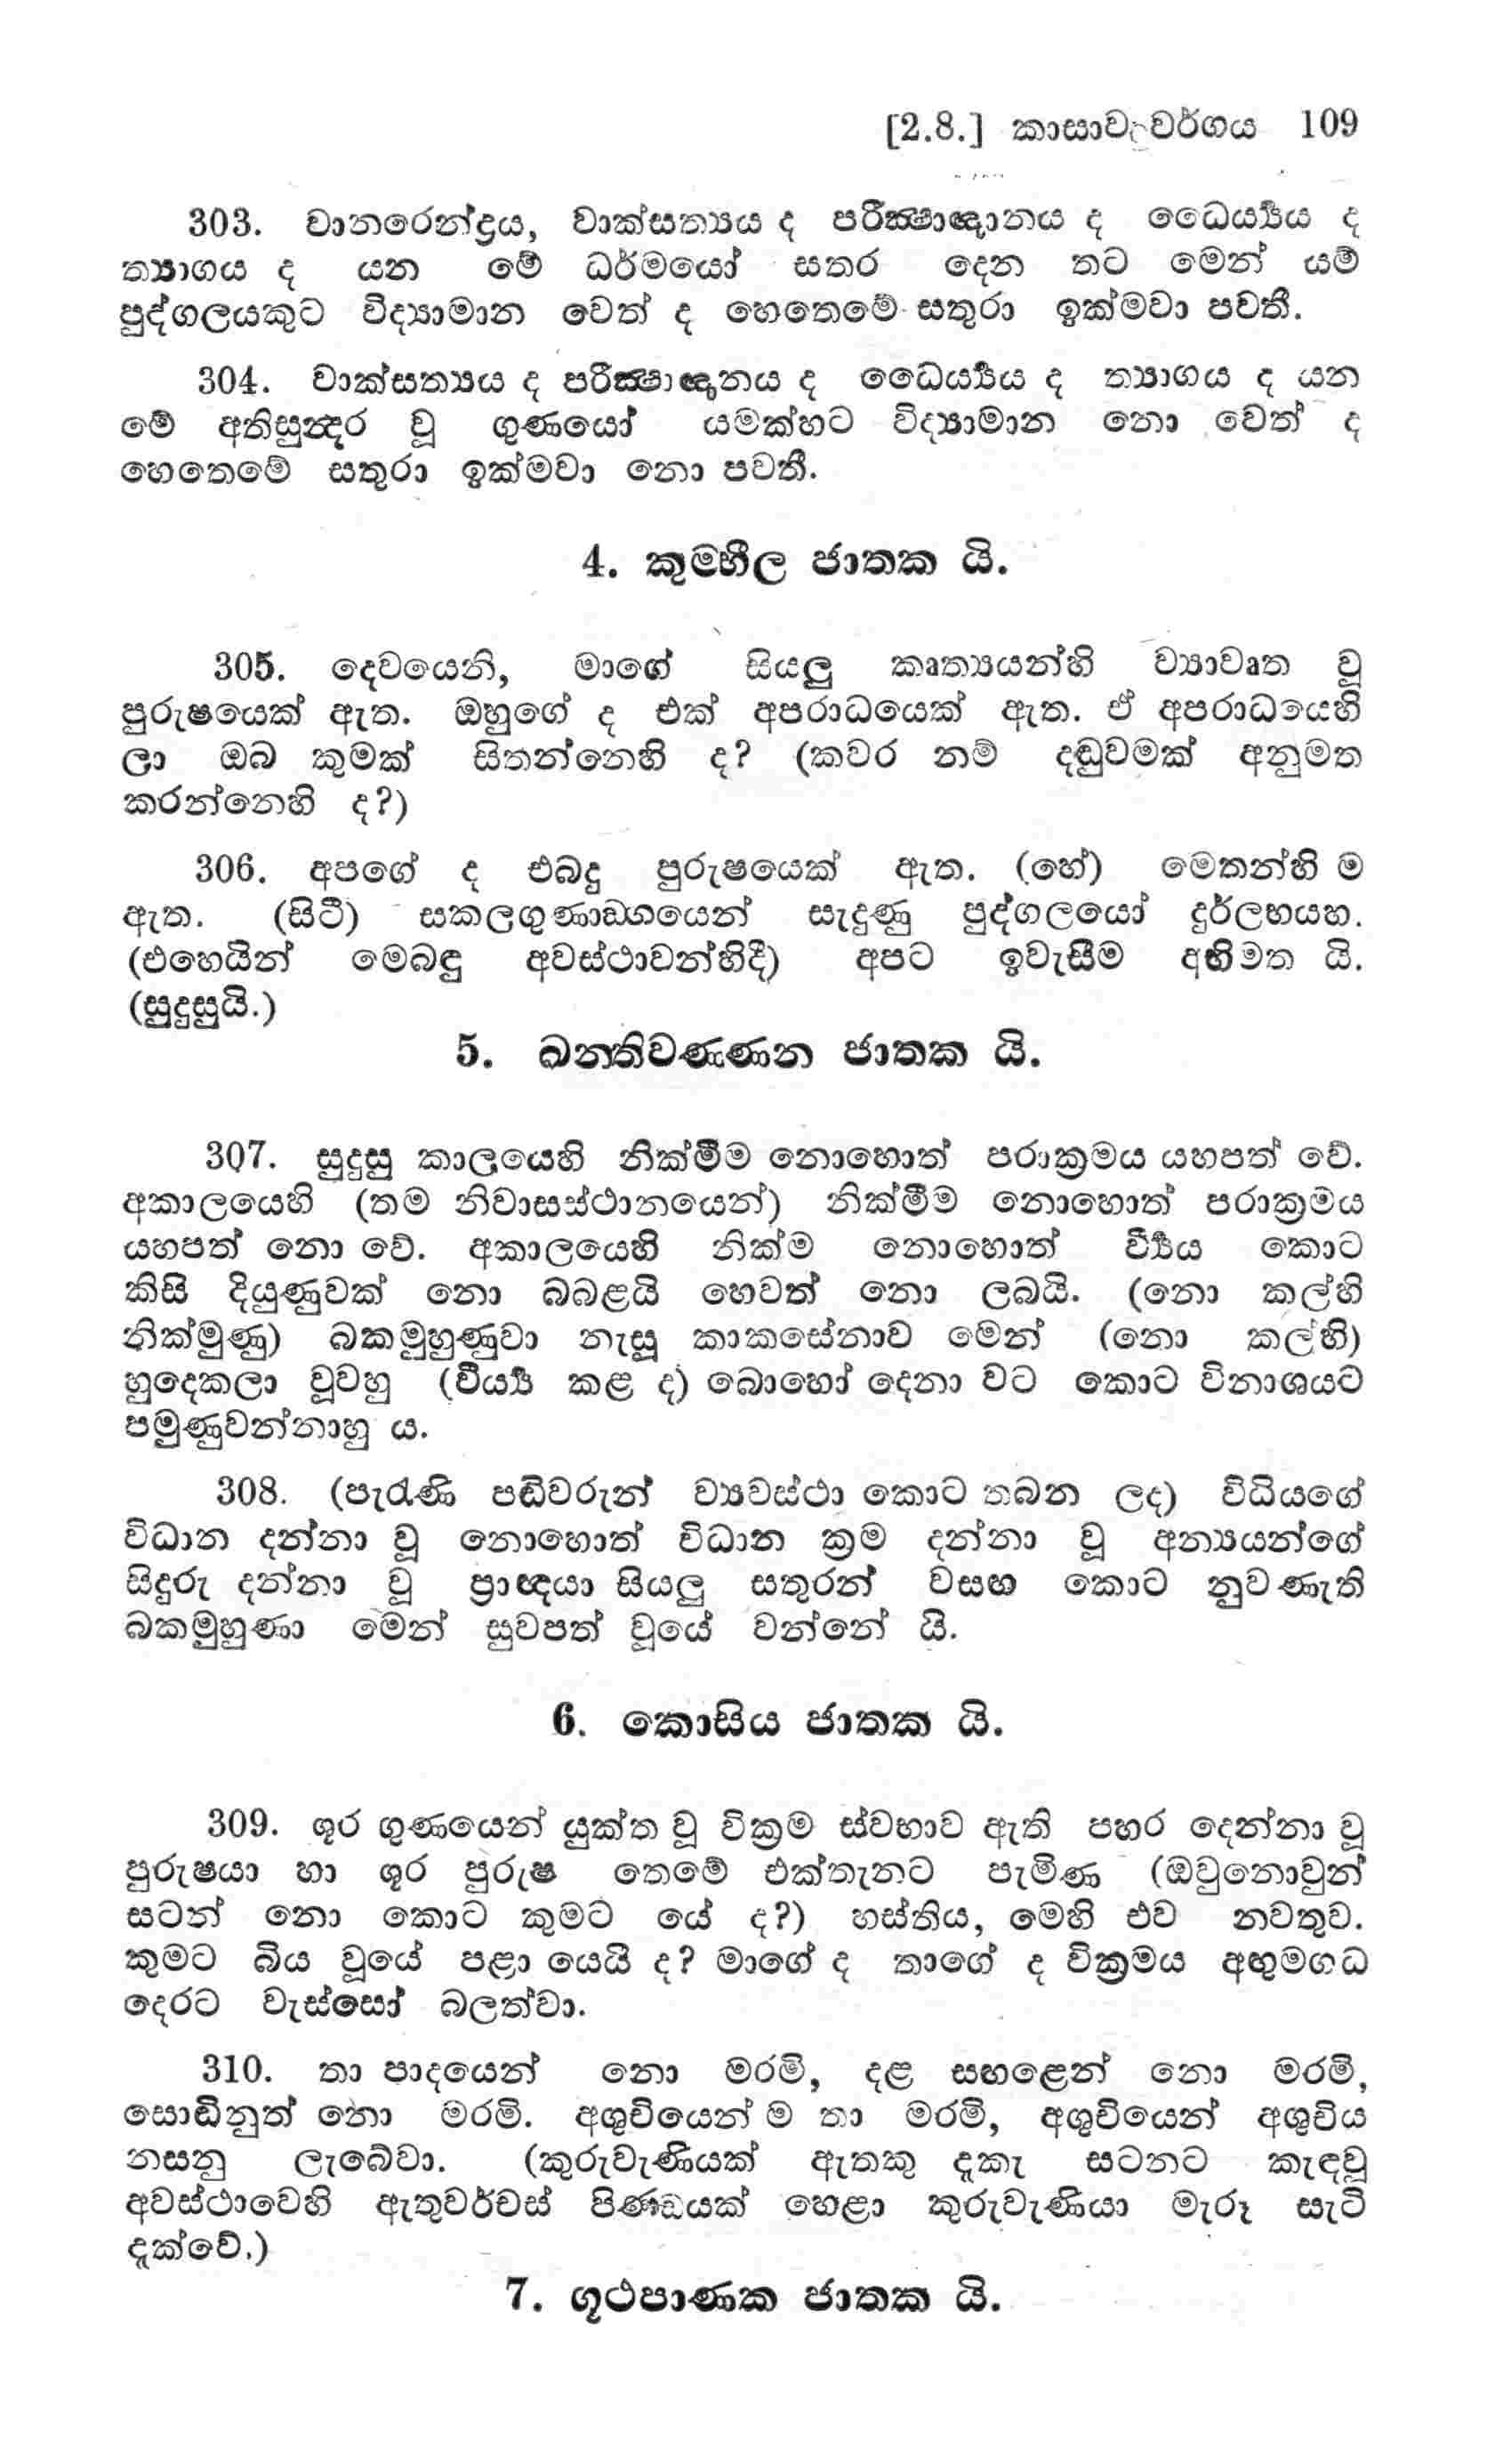 [2.8.] කාසාව වර්ගය 109
303. වානරෙන්ද්‍රය, වාක්සත්‍යය ද පරීක්‍ෂාඥානය ද ධෛර්‍ය්‍යය ද
ත්‍යාගය ද යන මේ ධර්මයෝ සතර දෙන තට මෙන් යම්
පුද්ගලයකුට විද්‍යාමාන වෙත් ද හෙතෙමේ සතුරා ඉක්මවා පවතී.
304. වාක්සත්‍යය ද පරීක්‍ෂාඥානය ද ධෛර්‍ය්‍යය ද ත්‍යාගය ද යන
මේ අතිසුන්‍දර වූ ගුණයෝ යමක්හට විද්‍යාමාන නො වෙත් ද
හෙතෙමේ සතුරා ඉක්මවා නො පවතී.
4. කුම්භීල ජාතක යි.
305. දෙවයෙනි, මාගේ සියලු කෘත්‍යයන්හි ව්‍යාවෘත වූ
පුරුෂයෙක් ඇත. ඔහුගේ ද එක් අපරාධයෙක් ඇත. ඒ අපරාධයෙහි
ලා ඔබ කුමක් සිතන්නෙහි ද? (කවර නම් දඬුවමක් අනුමත
කරන්නෙහි ද?)
306. අපගේ ද එබඳු පුරුෂයෙක් ඇත. (හේ) මෙතන්හි ම
ඇත. (සිටී) සකලගුණාඞ්ගයෙන් සැදුණු පුද්ගලයෝ දුර්ලභයහ.
(එහෙයින් මෙබඳු අවස්ථාවන්හිදී) අපට ඉවැසීම අභිමත යි.
(සුදුසුයි.)
5. ඛන්තිවණ්ණන ජාතක යි.
307. සුදුසු කාලයෙහි නික්මීම නොහොත් පරාක්‍රමය යහපත් වේ.
අකාලයෙහි (තම නිවාසස්ථානයෙන්) නික්මීම නොහොත් පරාක්‍රමය
යහපත් නො වේ. අකාලයෙහි නික්ම නොහොත් වීර්‍ය්‍යය කොට
කිසි දියුණුවක් නො බබළයි හෙවත් නො ලබයි. (නො කල්හි
නික්මුණු) බකමුහුණුවා නැසූ කාකසේනාව මෙන් (නො කල්හි)
හුදෙකලා වූවහු (වීර්‍ය්‍ය කළ ද) බොහෝ දෙනා වට කොට විනාශයට
පමුණුවන්නාහු ය.
308. (පැරැණි පඬිවරුන් ව්‍යවස්ථා කොට තබන ලද) විධියගේ
විධාන දන්නා වූ නොහොත් විධාන ක්‍රම දන්නා වූ අන්‍යයන්ගේ
සිදුරු දන්නා වූ ප්‍රාඥයා සියලු සතුරන් වසඟ කොට නුවණැති
බකමුහුණා මෙන් සුවපත් වූයේ වන්නේ යි.
6. කොසිය ජාතක යි.
309. ශූර ගුණයෙන් යුක්ත වූ වික්‍රම ස්වභාව ඇති පහර දෙන්නා වූ
පුරුෂයා හා ශූර පුරුෂ තෙමේ එක්තැනට පැමිණ (ඔවුනොවුන්
සටන් නො කොට කුමට යේ ද?) හස්තිය, මෙහි එව නවතුව.
කුමට බිය වූයේ පළා යෙයි ද? මාගේ ද තාගේ ද වික්‍රමය අඟුමගධ
දෙරට වැස්සෝ බලත්වා.
310. තා පාදයෙන් නො මරමි, දළ සඟළෙන් නො මරමි,
සොඬිනුත් නො මරමි. අශුචියෙන් ම තා මරමි, අශුචියෙන් අශුචිය
නසනු ලැබේවා. (කුරුවැණියක් ඇතකු දැකැ සටනට කැඳවූ
අවස්ථාවෙහි ඇතුවර්චස් පිණ්ඩයක් හෙළා කුරුවැණියා මැරූ සැටි
දැක්වේ.)
7. ගූථපාණක ජාතක යි.